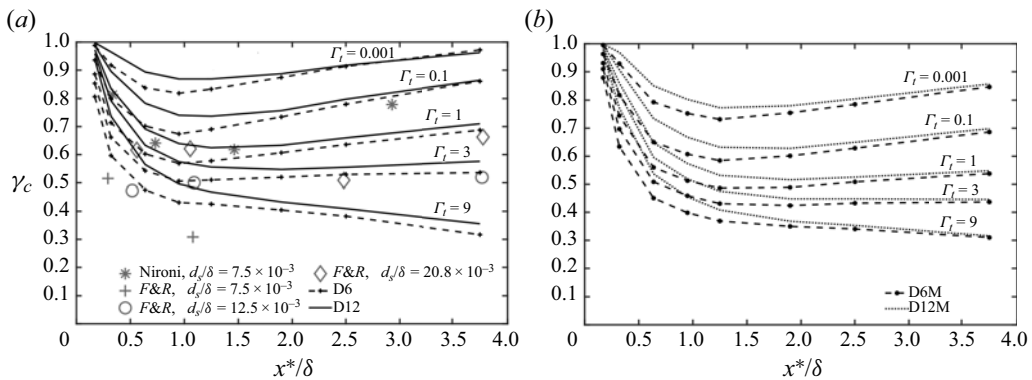 (a)
(b)
1.0
0.9
0.8
0.7
0.6
0.5
0.4
0.3
0.2
0.1
0
γc
Γt = 0.001
Γt = 0.1
Γt = 1
Γt = 3
Γt = 9
Nironi, ds/δ = 7.5 × 10⁻³
F&R, ds/δ = 7.5 × 10⁻³
F&R, ds/δ = 12.5 × 10⁻³
F&R, ds/δ = 20.8 × 10⁻³
D6
D12
0.5 1.0 1.5 2.0 2.5 3.0 3.5 4.0
x*/δ
1.0
0.9
0.8
0.7
0.6
0.5
0.4
0.3
0.2
0.1
0
Γt = 0.001
Γt = 0.1
Γt = 1
Γt = 3
Γt = 9
D6M
D12M
0.5 1.0 1.5 2.0 2.5 3.0 3.5 4.0
x*/δ